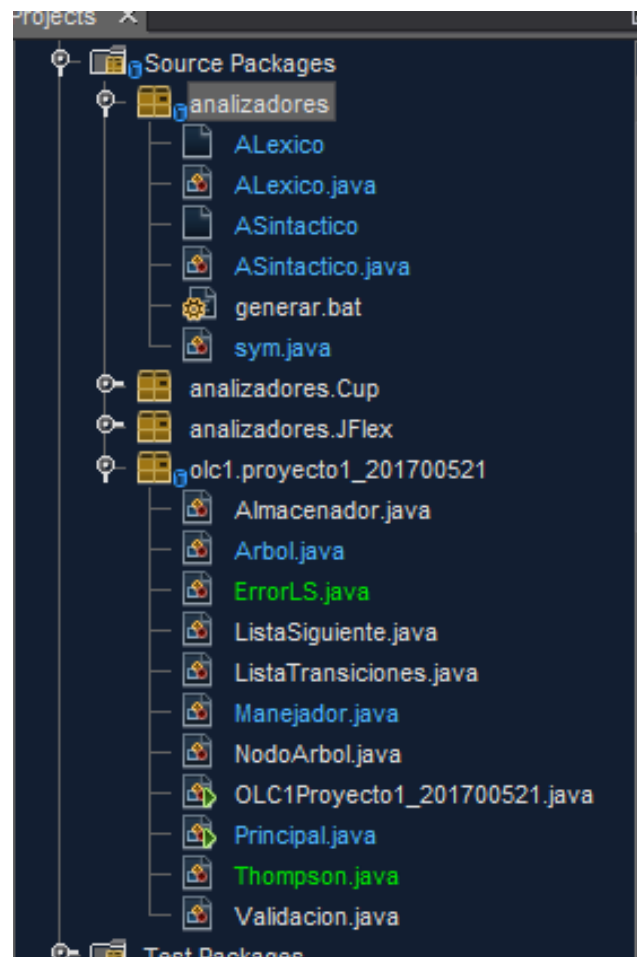 Projects ×
Source Packages
analizadores
ALexico
ALexico.java
ASintactico
ASintactico.java
generar.bat
sym.java
analizadores.Cup
analizadores.JFlex
olc1.proyecto1_201700521
Almacenador.java
Arbol.java
ErrorLS.java
ListaSiguiente.java
ListaTransiciones.java
Manejador.java
NodoArbol.java
OLC1Proyecto1_201700521.java
Principal.java
Thompson.java
Validacion.java
Test Packages